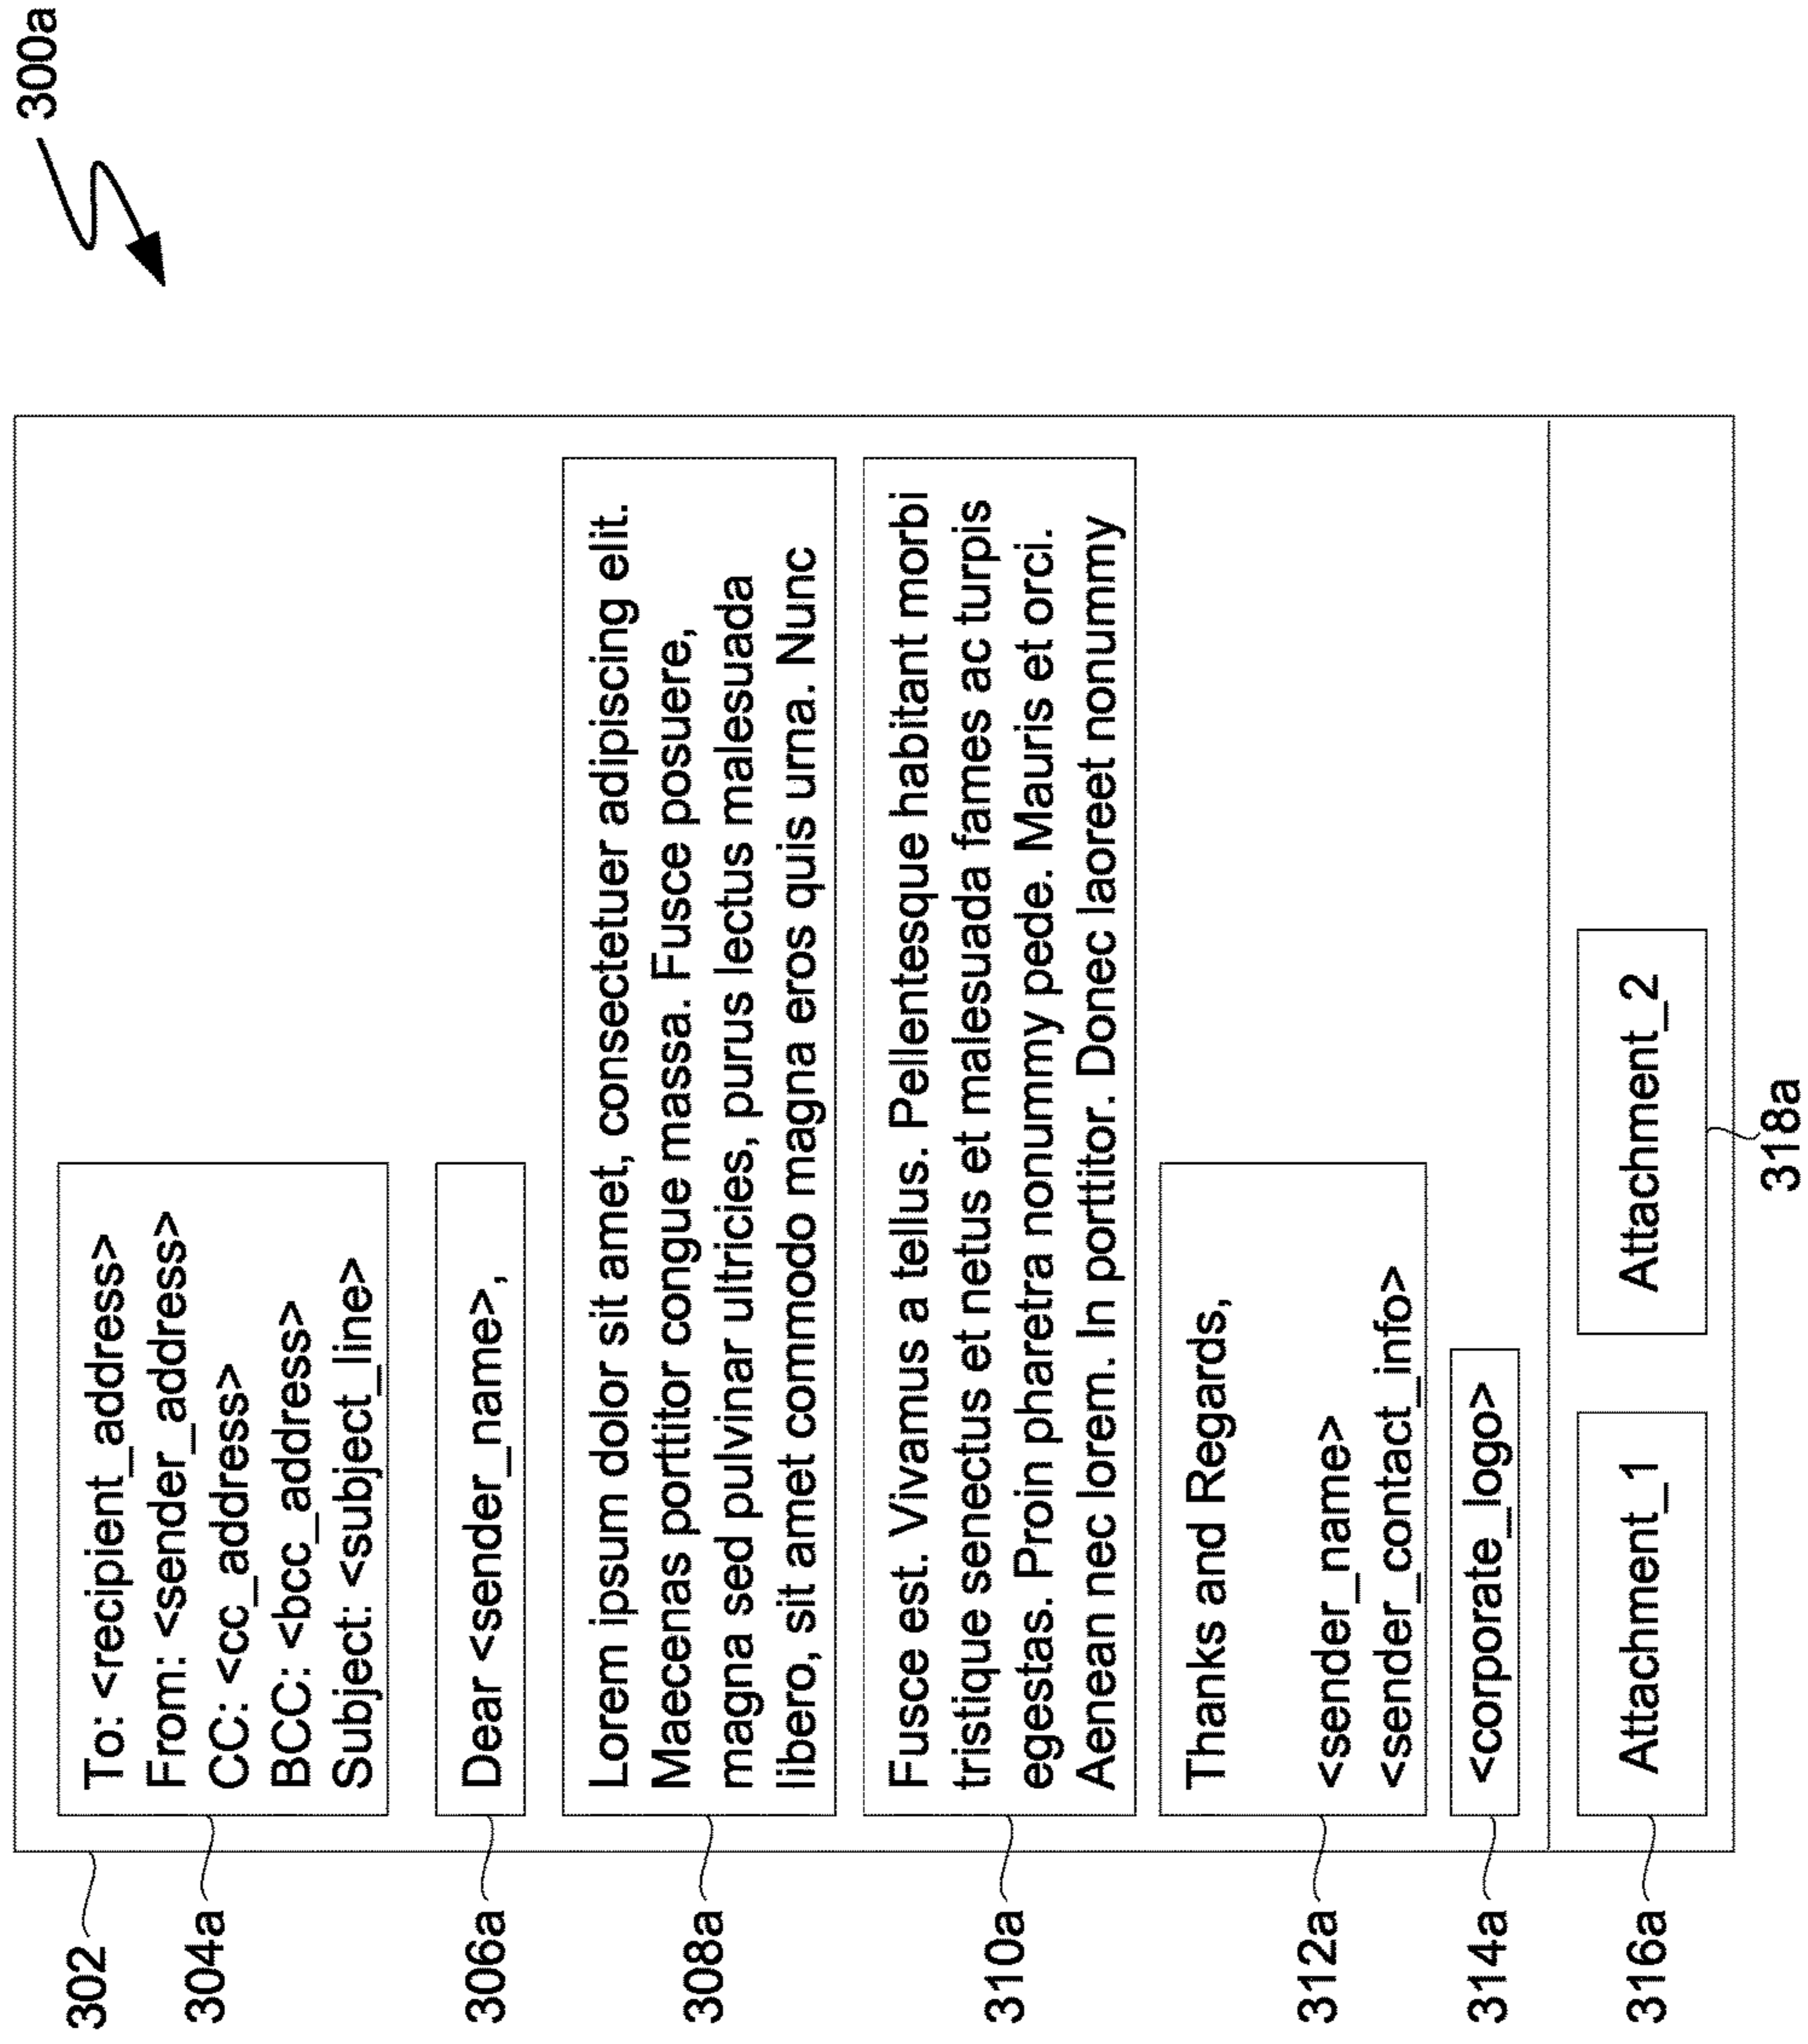 300a
302
304a
To: <recipient_address>
From: <sender_address>
CC: <cc_address>
BCC: <bcc_address>
Subject: <subject_line>
306a
Dear <sender_name>,
308a
Lorem ipsum dolor sit amet, consectetuer adipiscing elit.
Maecenas porttitor congue massa. Fusce posuere,
magna sed pulvinar ultricies, purus lectus malesuada
libero, sit amet commodo magna eros quis urna. Nunc
310a
Fusce est. Vivamus a tellus. Pellentesque habitant morbi
tristique senectus et netus et malesuada fames ac turpis
egestas. Proin pharetra nonummy pede. Mauris et orci.
Aenean nec lorem. In porttitor. Donec laoreet nonummy
312a
Thanks and Regards,
<sender_name>
<sender_contact_info>
314a
<corporate_logo>
316a
Attachment_1
Attachment_2
318a